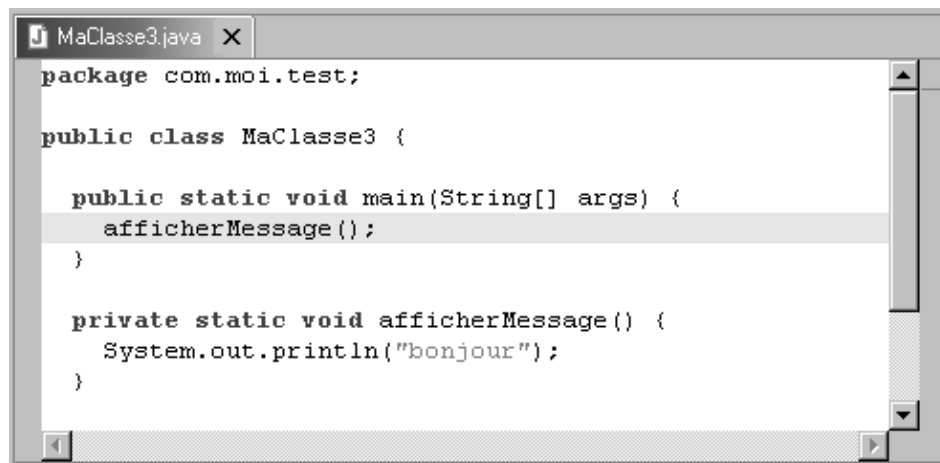 MaClasse3.java
package com.moi.test;
public class MaClasse3 {
public static void main(String[] args) {
afficherMessage();
}
private static void afficherMessage() {
System.out.println("bonjour");
}